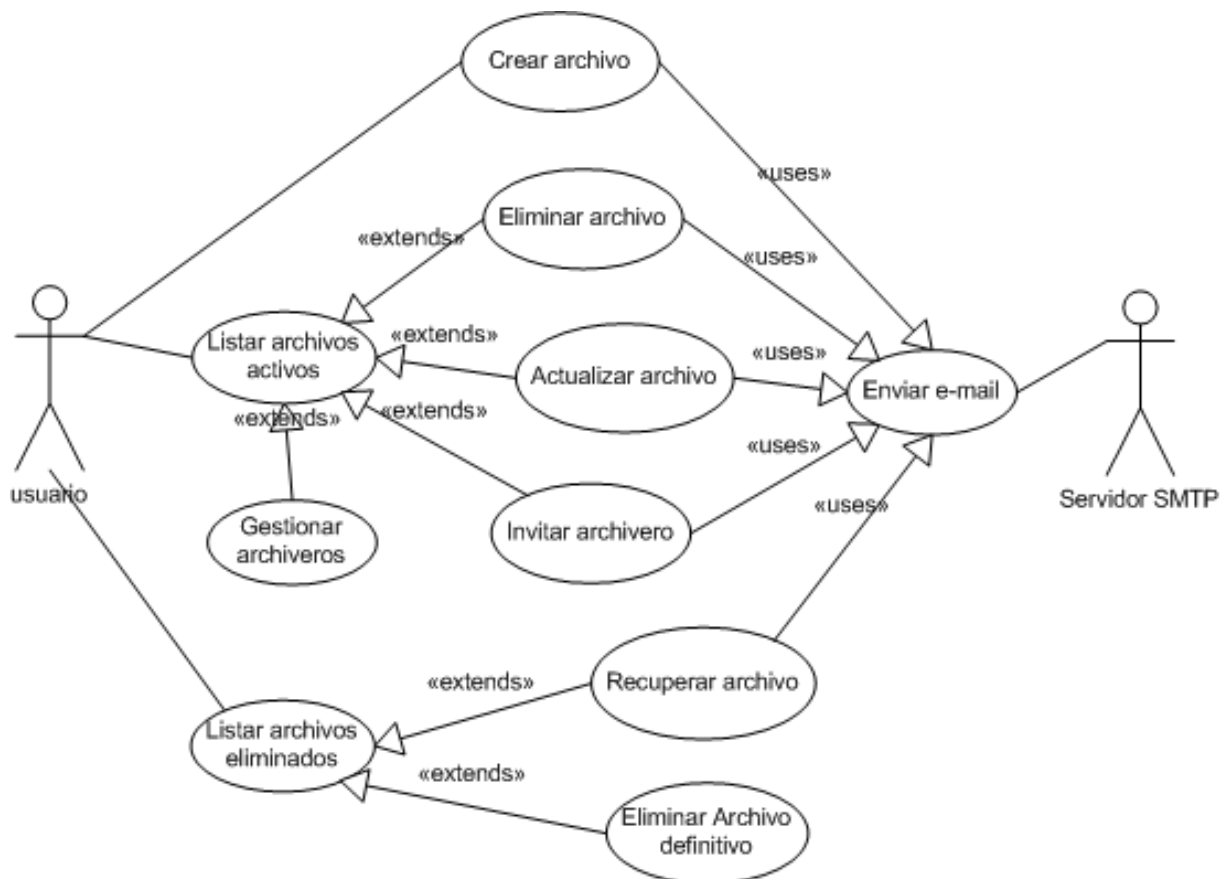 Crear archivo
«uses»
Eliminar archivo
«extends»
«uses»
Listar archivos
activos
«extends»
Actualizar archivo
«uses»
Enviar e-mail
«extends»
«extends»
«uses»
usuario
Servidor SMTP
Gestionar
archiveros
Invitar archivero
«uses»
Recuperar archivo
«extends»
Listar archivos
eliminados
«extends»
Eliminar Archivo
definitivo